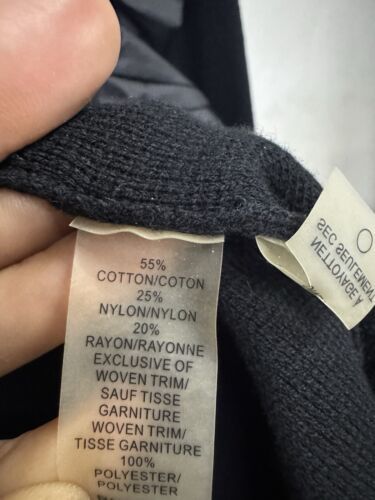 55%
COTTON/COTON
25%
NYLON/NYLON
20%
RAYON/RAYONNE
EXCLUSIVE OF
WOVEN TRIM/
SAUF TISSE
GARNITURE
WOVEN TRIM/
TISSE GARNITURE
100%
POLYESTER/
POLYESTER
NETTOYAGE À
SEC SEULEMENT